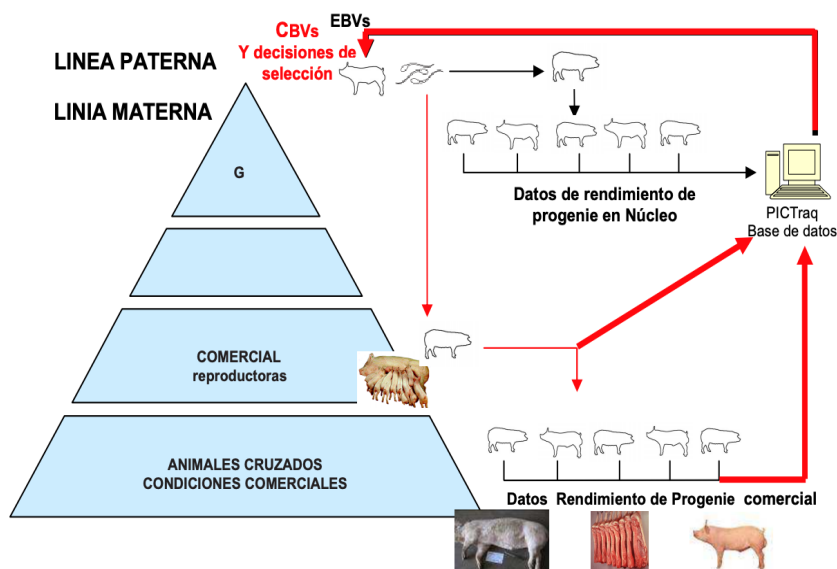 CBVs EBVs
Y decisiones de
selección
LINEA PATERNA
LINIA MATERNA
G
Datos de rendimiento de
progenie en Núcleo
PICTraq
Base de datos
COMERCIAL
reproductoras
ANIMALES CRUZADOS
CONDICIONES COMERCIALES
Datos Rendimiento de Progenie comercial